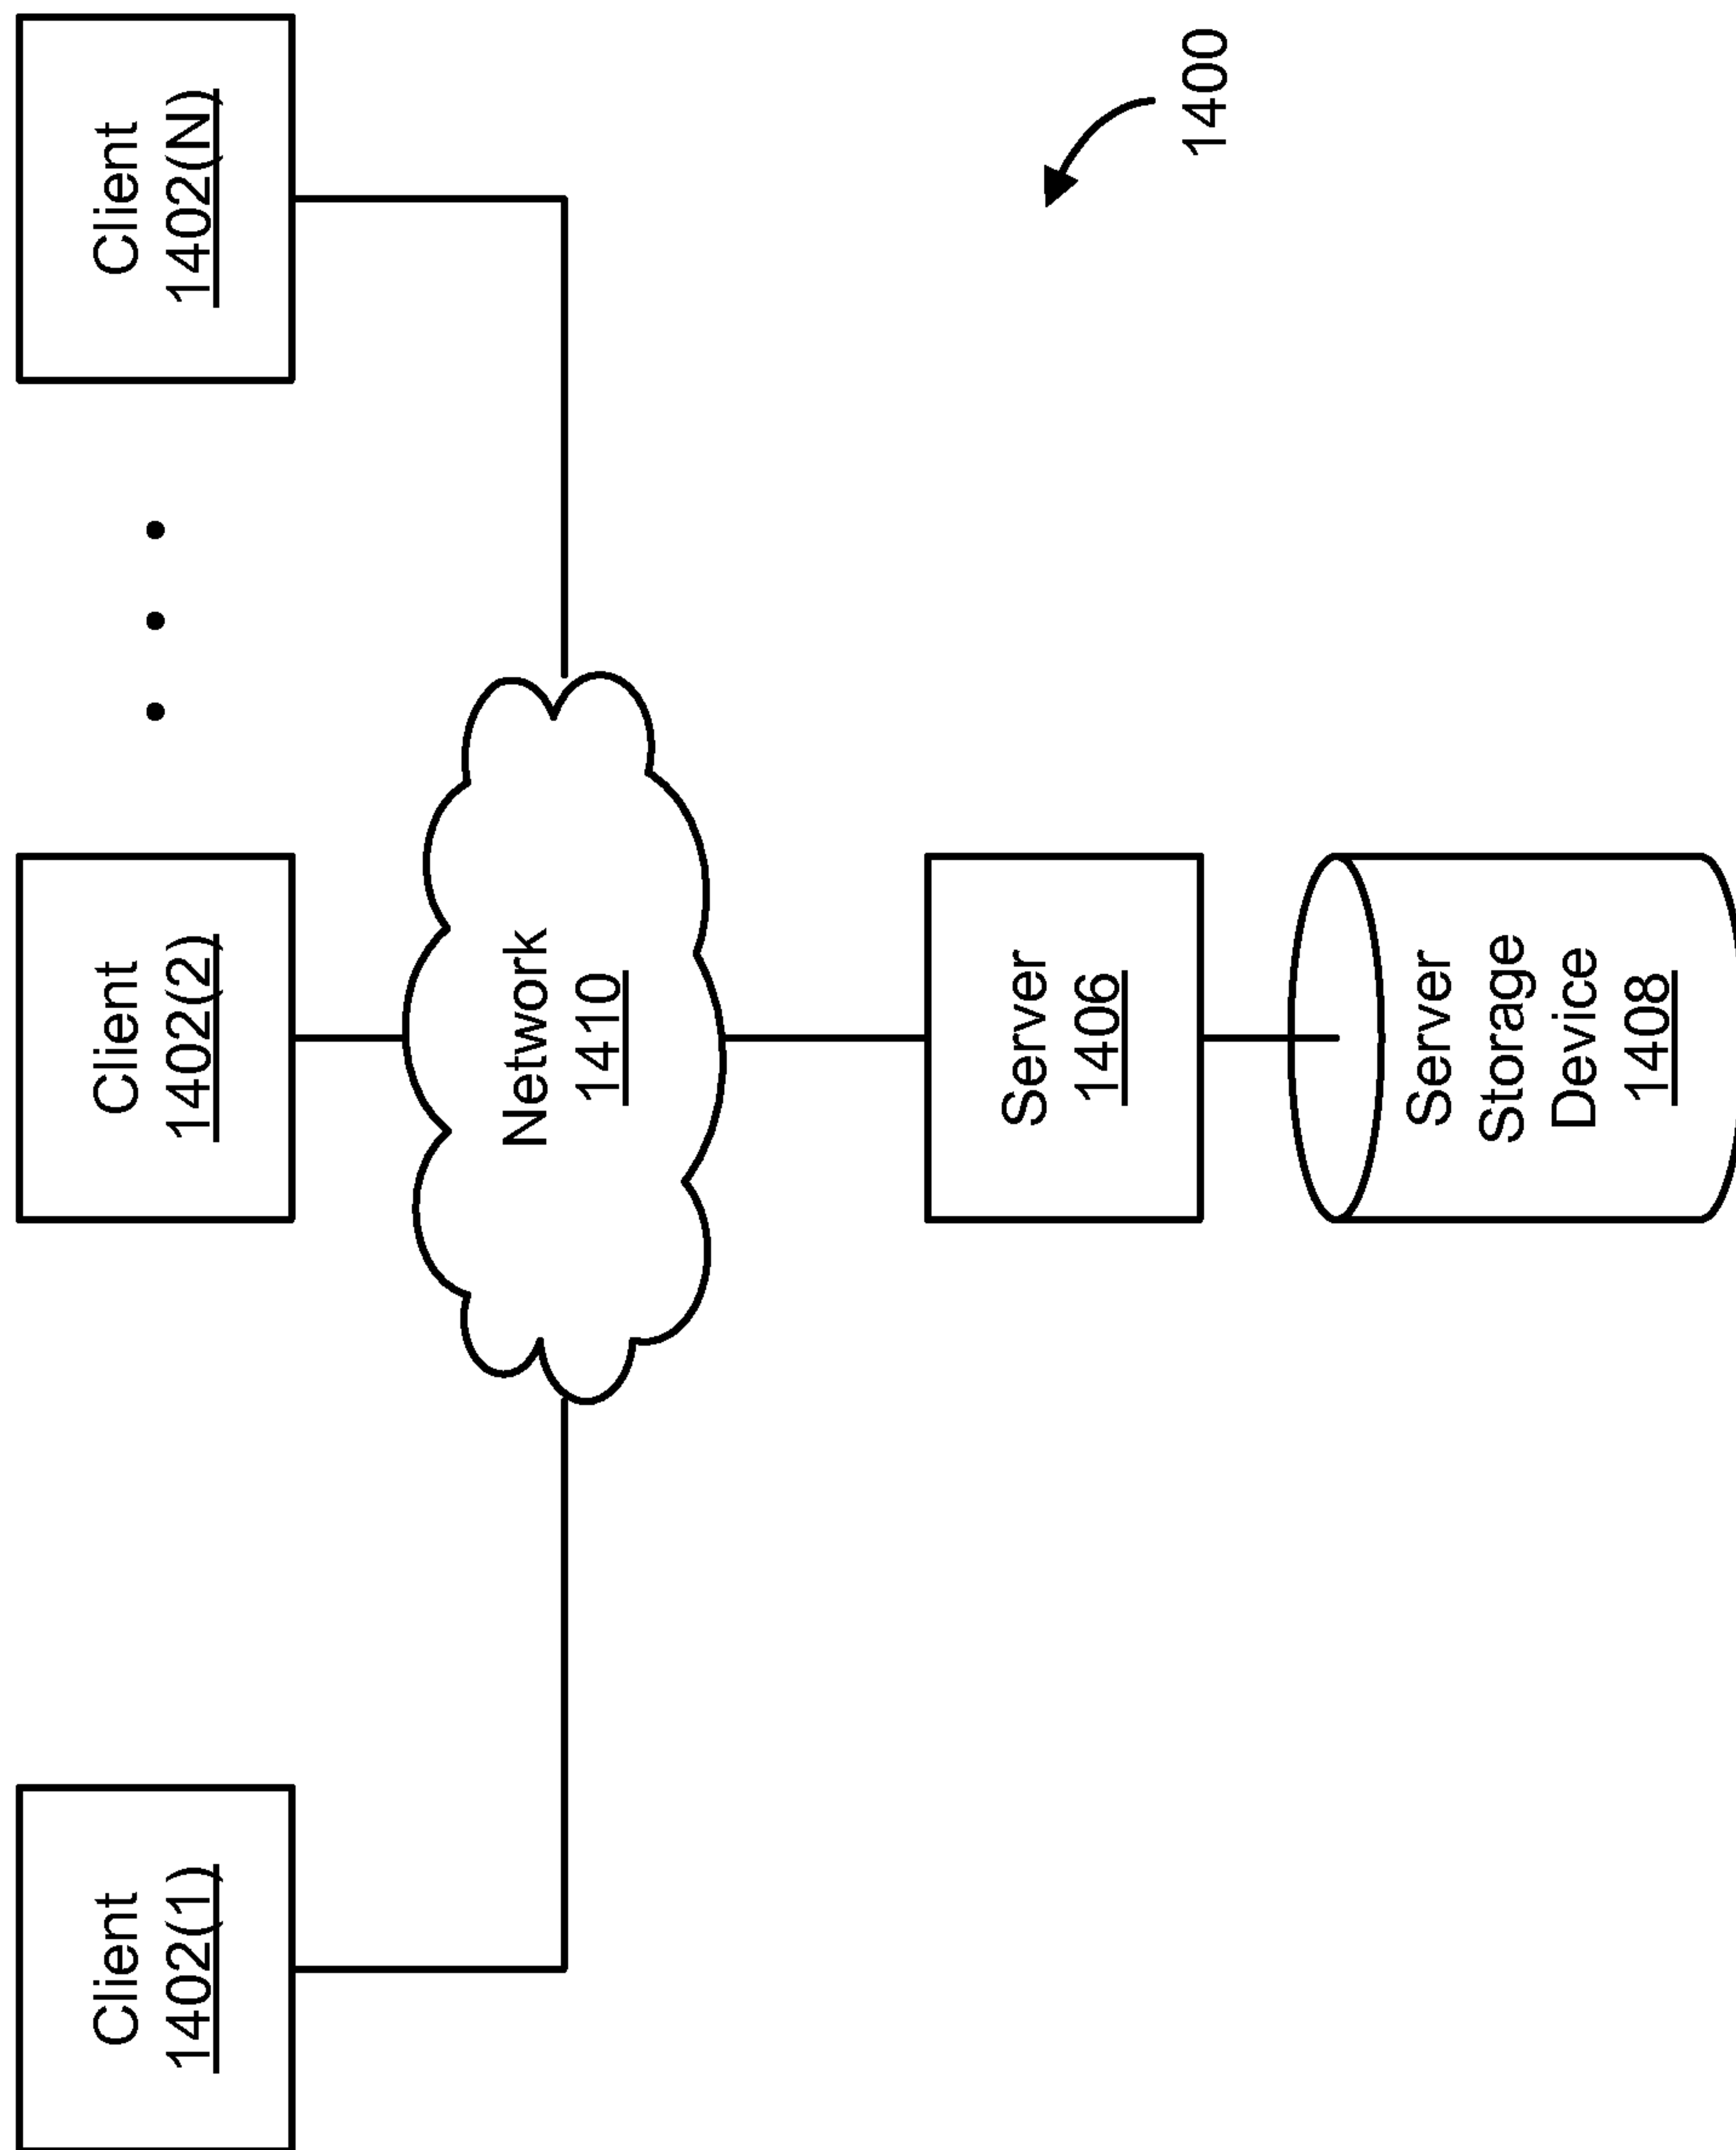 Client
1402(1)
Client
1402(2)
Client
1402(N)
Network
1410
Server
1406
Server
Storage
Device
1408
1400